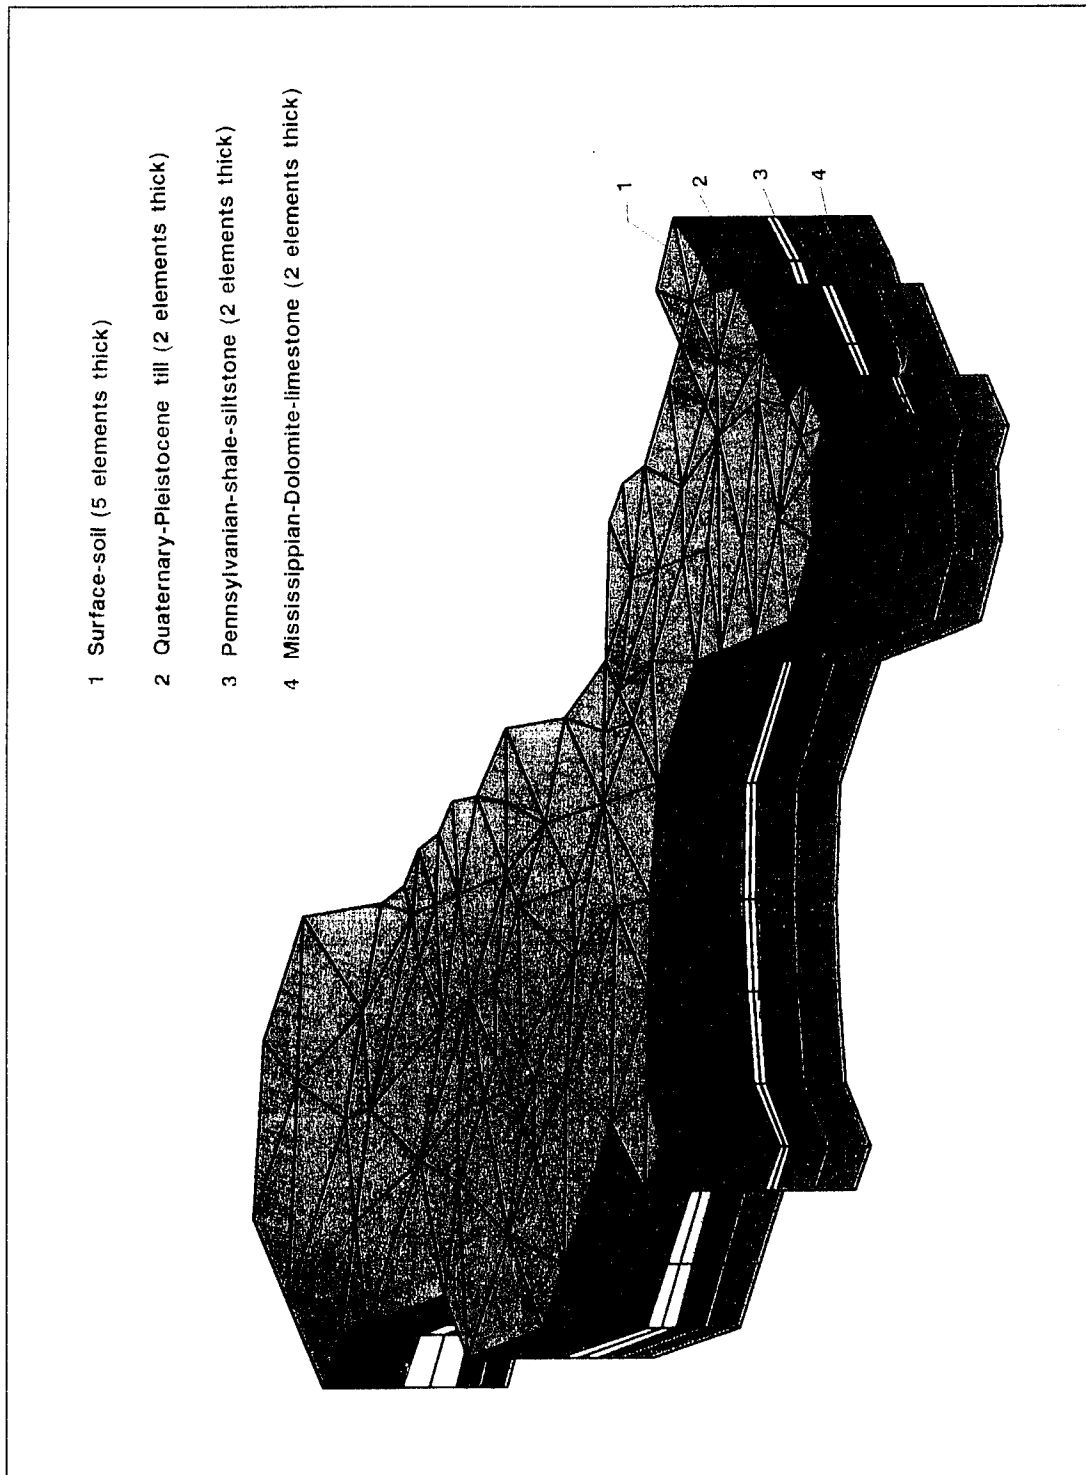 1 Surface-soil (5 elements thick)
2 Quaternary-Pleistocene till (2 elements thick)
3 Pennsylvanian-shale-siltstone (2 elements thick)
4 Mississippian-Dolomite-limestone (2 elements thick)
1
2
3
4